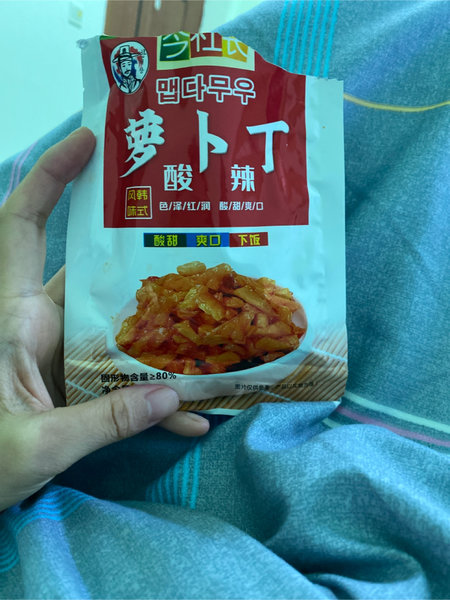 맵다무우
萝卜丁
酸辣
韩式
风味
色/泽/红/润 酸/甜/爽/口
酸甜 爽口 下饭
固形物含量≥80%